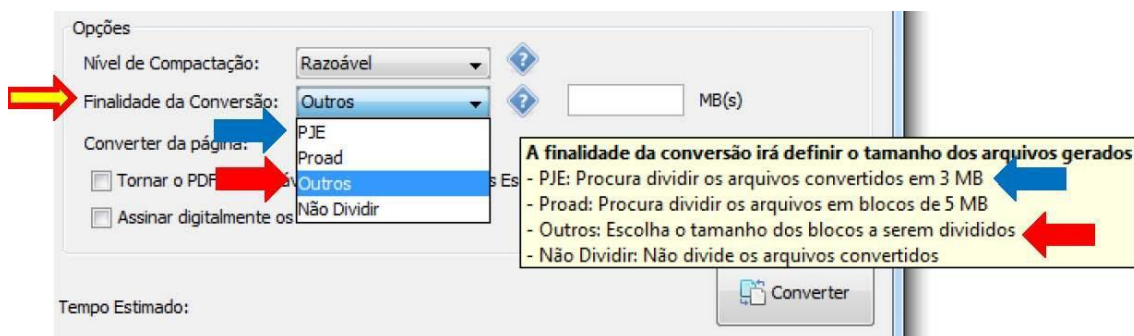 Opções
Nível de Compactação: Razoável
Finalidade da Conversão: Outros MB(s)
PJE
Converter da página:
Proad
A finalidade da conversão irá definir o tamanho dos arquivos gerados
- PJE: Procura dividir os arquivos convertidos em 3 MB
Tornar o PDF Outros s Es
- Proad: Procura dividir os arquivos em blocos de 5 MB
Assinar digitalmente os Não Dividir
- Outros: Escolha o tamanho dos blocos a serem divididos
- Não Dividir: Não divide os arquivos convertidos
Converter
Tempo Estimado: